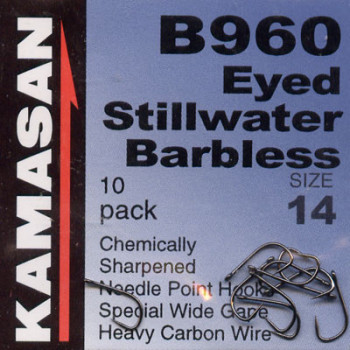 KAMASAN
B960
Eyed
Stillwater
Barbless
SIZE
14
10
pack
Chemically
Sharpened
Needle Point Hooks
Special Wide Gape
Heavy Carbon Wire